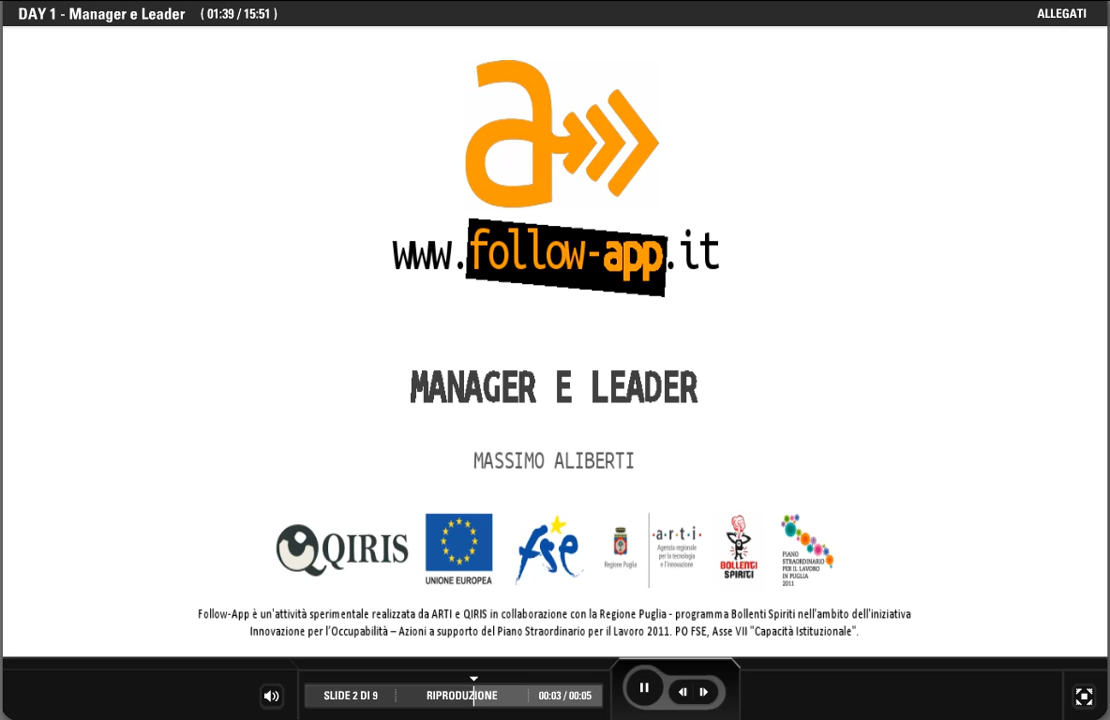 DAY 1 - Manager e Leader ( 01:39 / 15:51 ) ALLEGATI
a
www.follow-app.it
MANAGER E LEADER
MASSIMO ALIBERTI
QIRIS
UNIONE EUROPEA
fse
Regione Puglia
·a·r·t·i·
Agenzia regionale
per la tecnologia
e l'innovazione
BOLLENTI
SPIRITI
PIANO
STRAORDINARIO
PER IL LAVORO
IN PUGLIA
2011
Follow-App è un'attività sperimentale realizzata da ARTI e QIRIS in collaborazione con la Regione Puglia - programma Bollenti Spiriti nell'ambito dell'iniziativa
Innovazione per l'Occupabilità – Azioni a supporto del Piano Straordinario per il Lavoro 2011. PO FSE, Asse VII "Capacità Istituzionale".
SLIDE 2 DI 9 RIPRODUZIONE 00:03 / 00:05